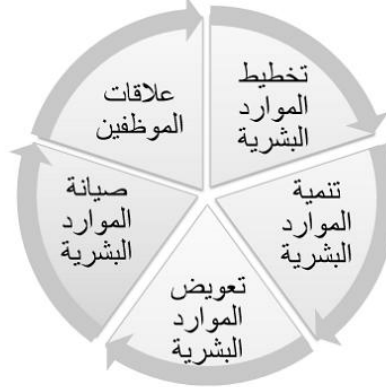 تخطيط
الموارد
البشرية
تنمية
الموارد
البشرية
تعويض
الموارد
البشرية
صيانة
الموارد
البشرية
علاقات
الموظفين